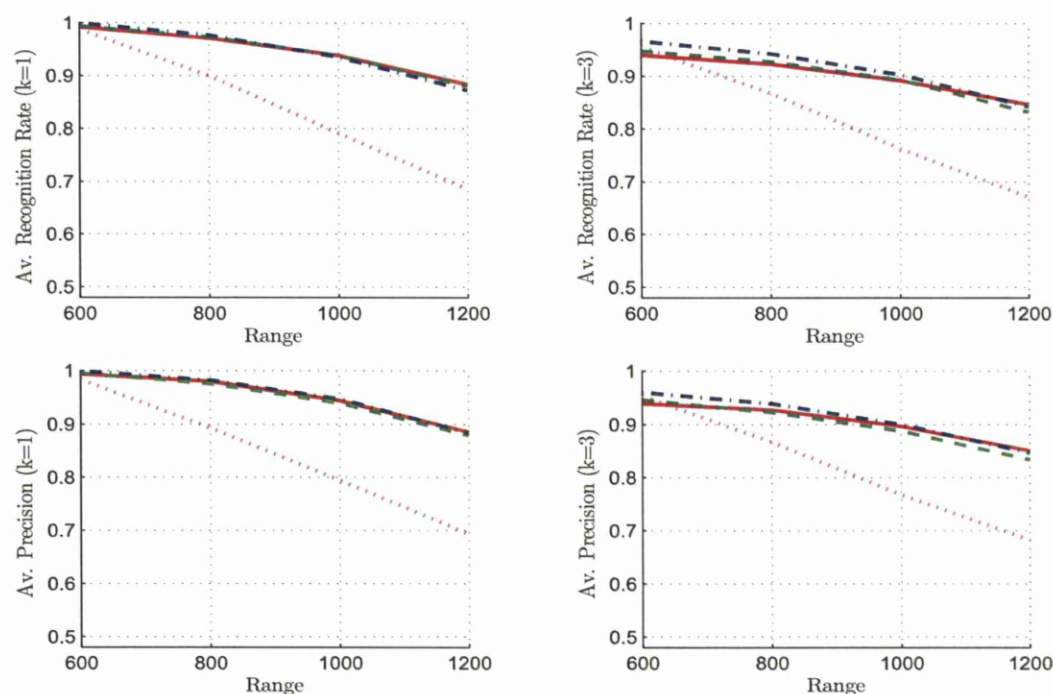 Av. Recognition Rate (k=1)
1
0.9
0.8
0.7
0.6
0.5
600 800 1000 1200
Range
Av. Recognition Rate (k=3)
1
0.9
0.8
0.7
0.6
0.5
600 800 1000 1200
Range
Av. Precision (k=1)
1
0.9
0.8
0.7
0.6
0.5
600 800 1000 1200
Range
Av. Precision (k=3)
1
0.9
0.8
0.7
0.6
0.5
600 800 1000 1200
Range